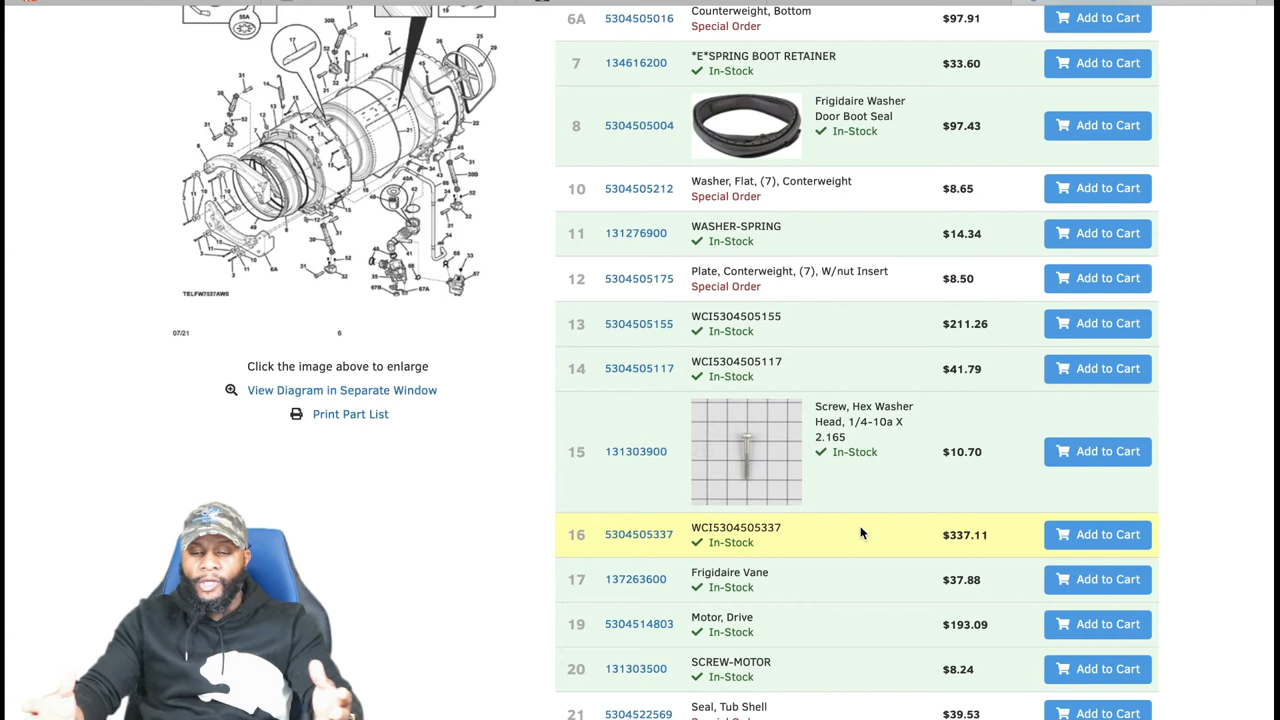 TELFW7537AW5
07/21
6
Click the image above to enlarge
View Diagram in Separate Window
Print Part List
6A 5304505016 Counterweight, Bottom $97.91 Add to Cart
Special Order
7 134616200 *E*SPRING BOOT RETAINER $33.60 Add to Cart
In-Stock
8 5304505004 Frigidaire Washer $97.43 Add to Cart
Door Boot Seal
In-Stock
10 5304505212 Washer, Flat, (7), Conterweight $8.65 Add to Cart
Special Order
11 131276900 WASHER-SPRING $14.34 Add to Cart
In-Stock
12 5304505175 Plate, Conterweight, (7), W/nut Insert $8.50 Add to Cart
Special Order
13 5304505155 WCI5304505155 $211.26 Add to Cart
In-Stock
14 5304505117 WCI5304505117 $41.79 Add to Cart
In-Stock
15 131303900 Screw, Hex Washer $10.70 Add to Cart
Head, 1/4-10a X
2.165
In-Stock
16 5304505337 WCI5304505337 $337.11 Add to Cart
In-Stock
17 137263600 Frigidaire Vane $37.88 Add to Cart
In-Stock
19 5304514803 Motor, Drive $193.09 Add to Cart
In-Stock
20 131303500 SCREW-MOTOR $8.24 Add to Cart
In-Stock
21 5304522569 Seal, Tub Shell $39.53 Add to Cart